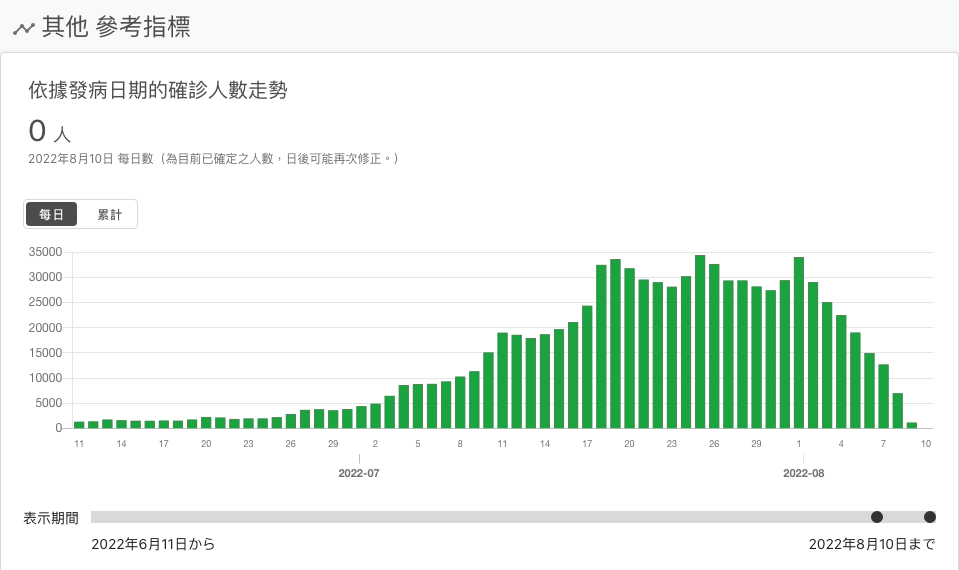 其他 參考指標
依據發病日期的確診人數走勢
0 人
2022年8月10日 每日數（為目前已確定之人數，日後可能再次修正。）
每日 累計
35000
30000
25000
20000
15000
10000
5000
0
11 14 17 20 23 26 29 2 5 8 11 14 17 20 23 26 29 1 4 7 10
2022-07 2022-08
表示期間
2022年6月11日から 2022年8月10日まで